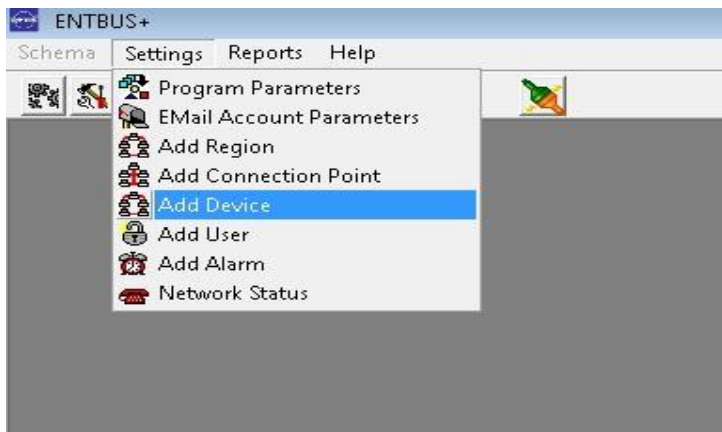 ENTBUS+
Schema Settings Reports Help
Program Parameters
EMail Account Parameters
Add Region
Add Connection Point
Add Device
Add User
Add Alarm
Network Status